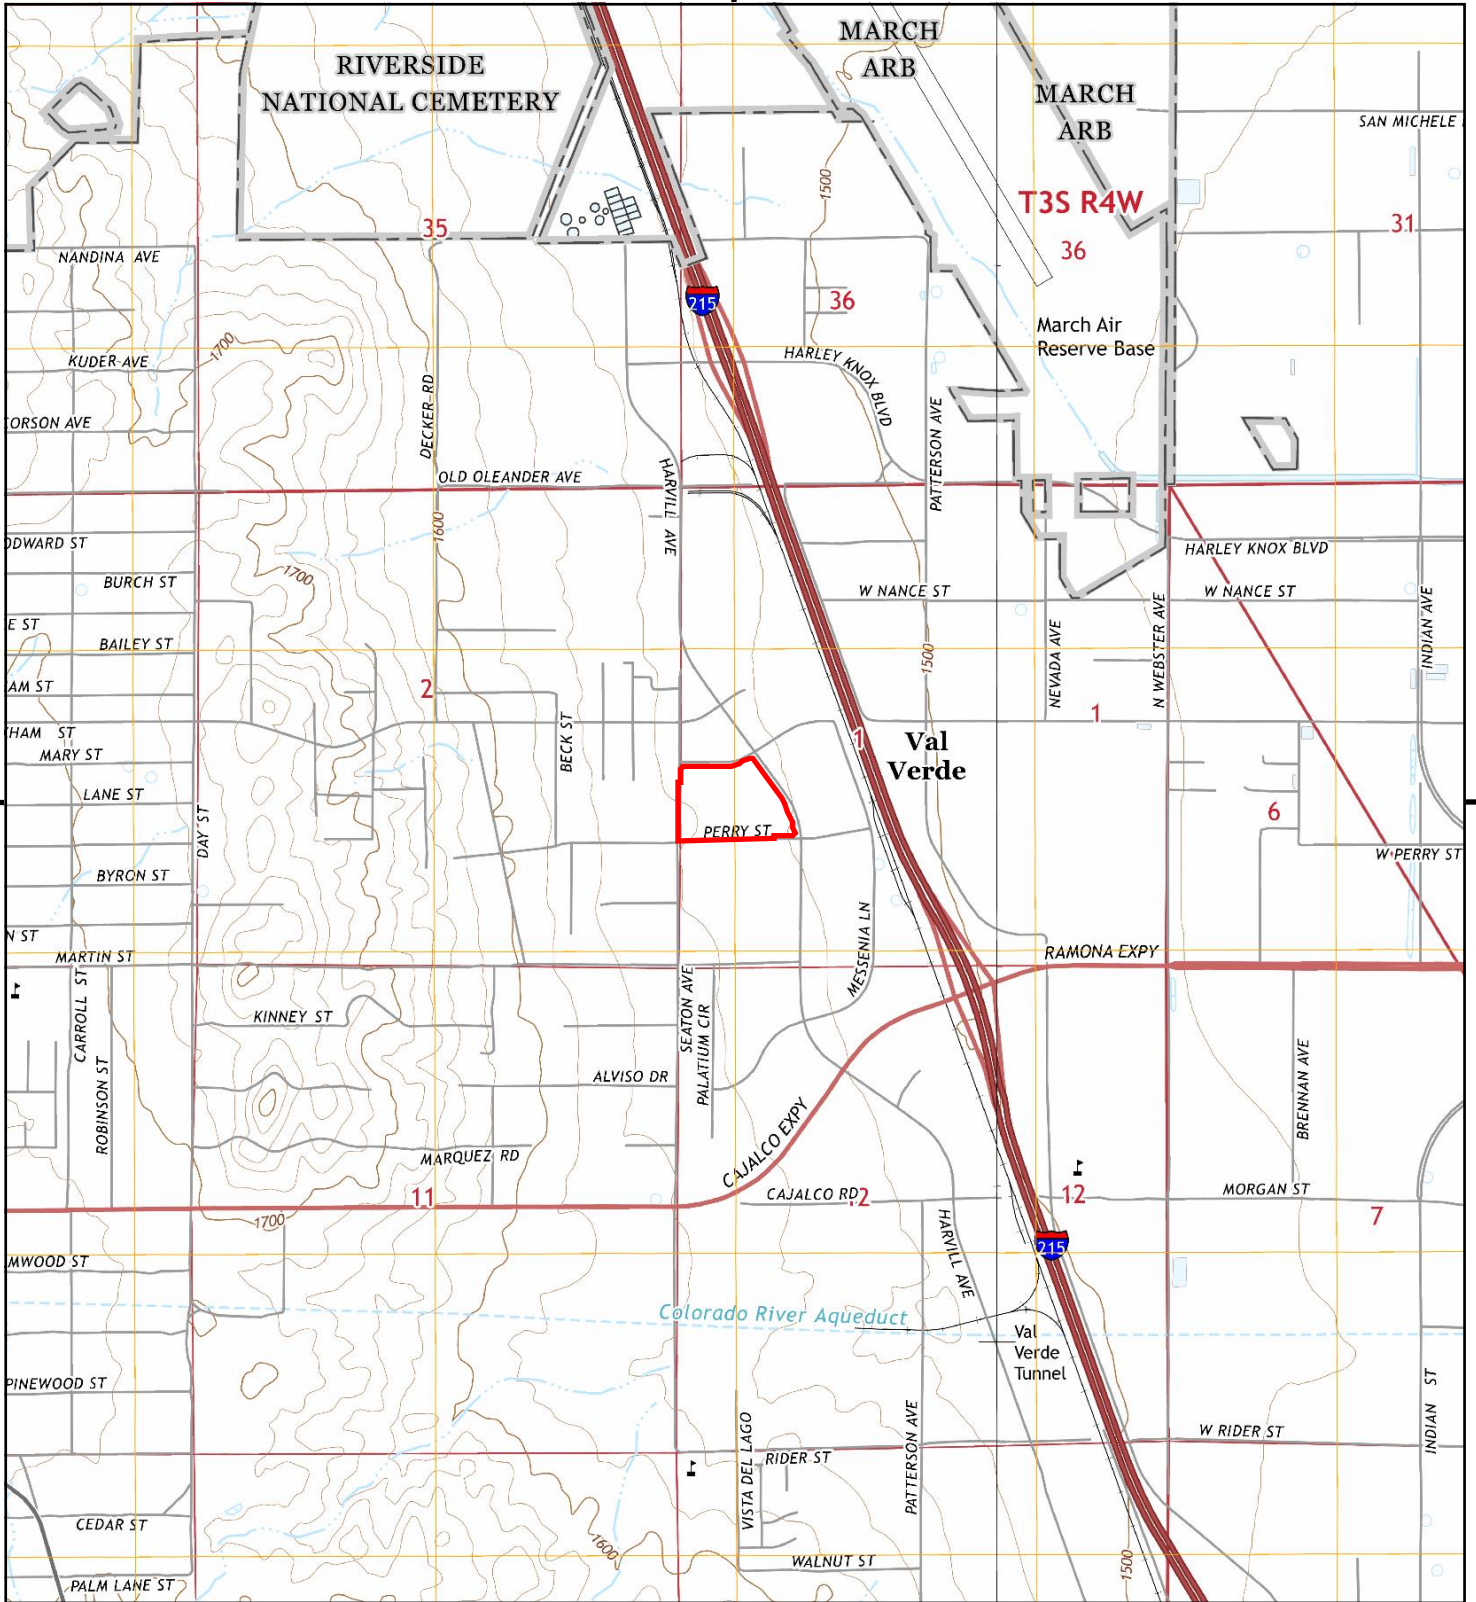 MARCH
ARB
RIVERSIDE
NATIONAL CEMETERY
MARCH
ARB
SAN MICHELE
1500
T3S R4W
35
31
36
NANDINA AVE
215
36
March Air
Reserve Base
1700
KUDER AVE
HARLEY KNOX BLVD
DECKER RD
PATTERSON AVE
CORSON AVE
OLD OLEANDER AVE
HARVILL AVE
1600
ODWARD ST
HARLEY KNOX BLVD
1700
BURCH ST
W NANCE ST
W NANCE ST
E ST
BAILEY ST
INDIAN AVE
NEVADA AVE
N WEBSTER AVE
1500
AM ST
2
1
HAM ST
BECK ST
1
Val
Verde
MARY ST
LANE ST
DAY ST
6
PERRY ST
W PERRY ST
BYRON ST
N ST
MESSENIA LN
RAMONA EXPY
MARTIN ST
CARROLL ST
SEATON AVE
PALATIUM CIR
KINNEY ST
ROBINSON ST
ALVISO DR
BRENNAN AVE
CAJALCO EXPY
MARQUEZ RD
11
CAJALCO RD
12
12
MORGAN ST
7
1700
HARVILL AVE
215
MWOOD ST
Colorado River Aqueduct
Val
Verde
Tunnel
PINEWOOD ST
INDIAN ST
PATTERSON AVE
VISTA DEL LAGO
W RIDER ST
RIDER ST
CEDAR ST
1600
WALNUT ST
1500
PALM LANE ST